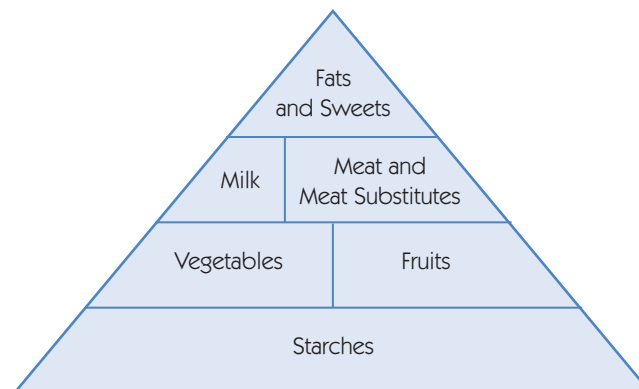 Fats
and Sweets
Milk
Meat and
Meat Substitutes
Vegetables
Fruits
Starches